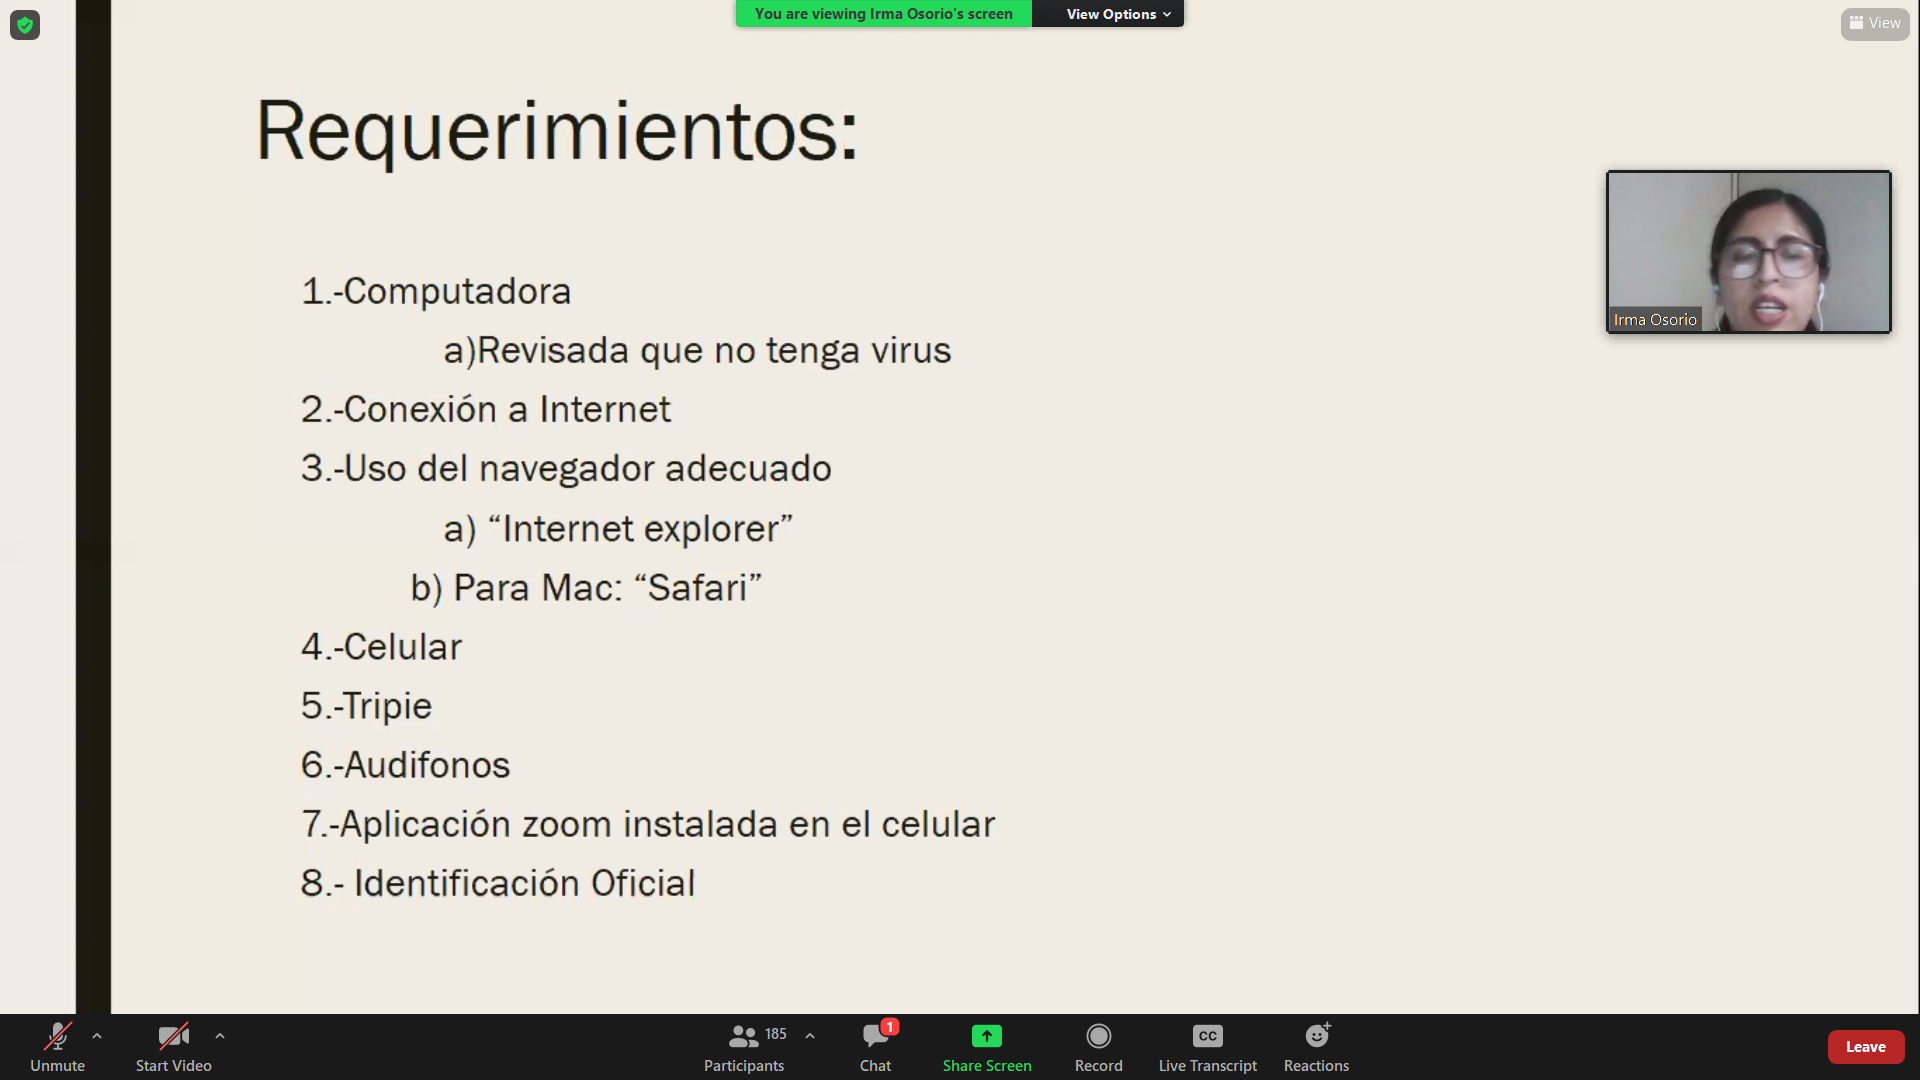 You are viewing Irma Osorio's screen
View Options
View
Requerimientos:
1.-Computadora
a)Revisada que no tenga virus
2.-Conexión a Internet
3.-Uso del navegador adecuado
a) “Internet explorer”
b) Para Mac: “Safari”
4.-Celular
5.-Tripie
6.-Audifonos
7.-Aplicación zoom instalada en el celular
8.- Identificación Oficial
Irma Osorio
Unmute
Start Video
185
Participants
1
Chat
Share Screen
Record
CC
Live Transcript
Reactions
Leave